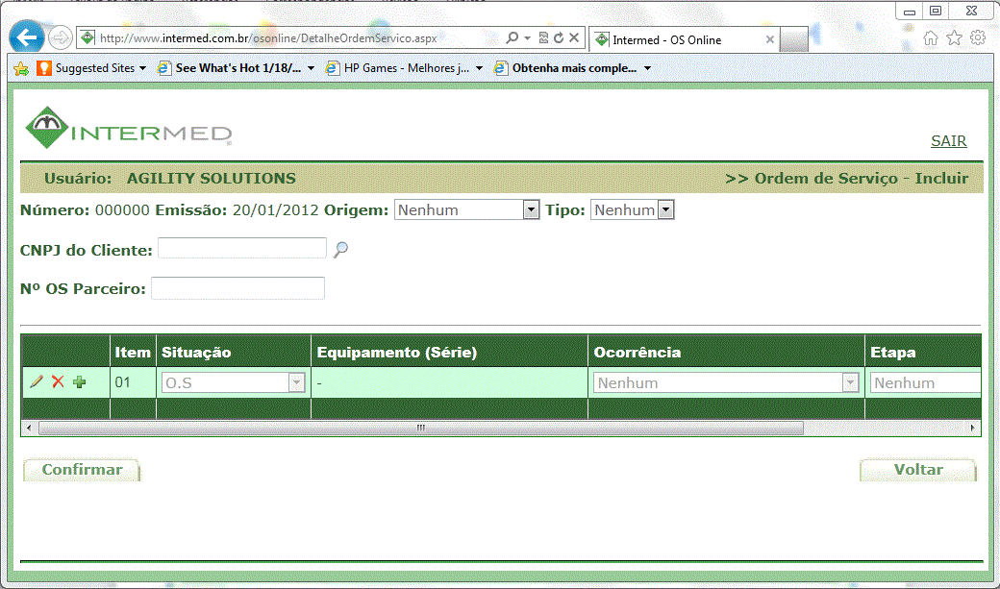 http://www.intermed.com.br/osonline/DetalheOrdemServico.aspx
Intermed - OS Online
Suggested Sites
See What's Hot 1/18/...
HP Games - Melhores j...
Obtenha mais comple...
INTERMED
SAIR
Usuário: AGILITY SOLUTIONS
>> Ordem de Serviço - Incluir
Número: 000000 Emissão: 20/01/2012 Origem: Nenhum Tipo: Nenhum
CNPJ do Cliente:
Nº OS Parceiro:
Item Situação Equipamento (Série) Ocorrência Etapa
01 O.S - Nenhum Nenhum
Confirmar Voltar